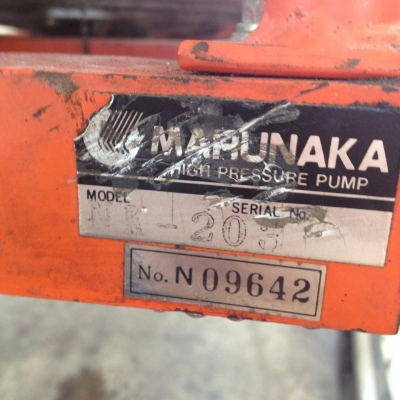 MARUNAKA
HIGH PRESSURE PUMP
MODEL SERIAL No.
No. N09642